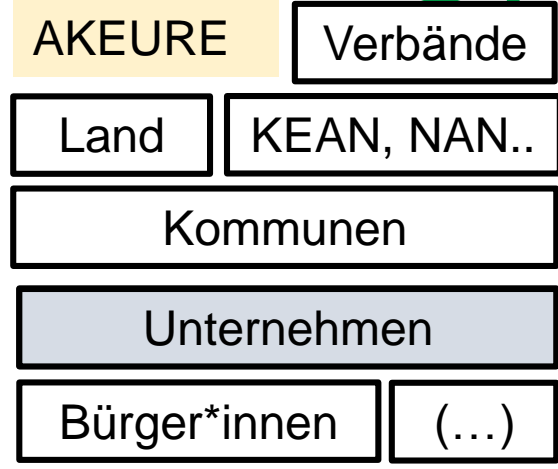 AKEURE Verbände
Land KEAN, NAN..
Kommunen
Unternehmen
Bürger*innen (...)